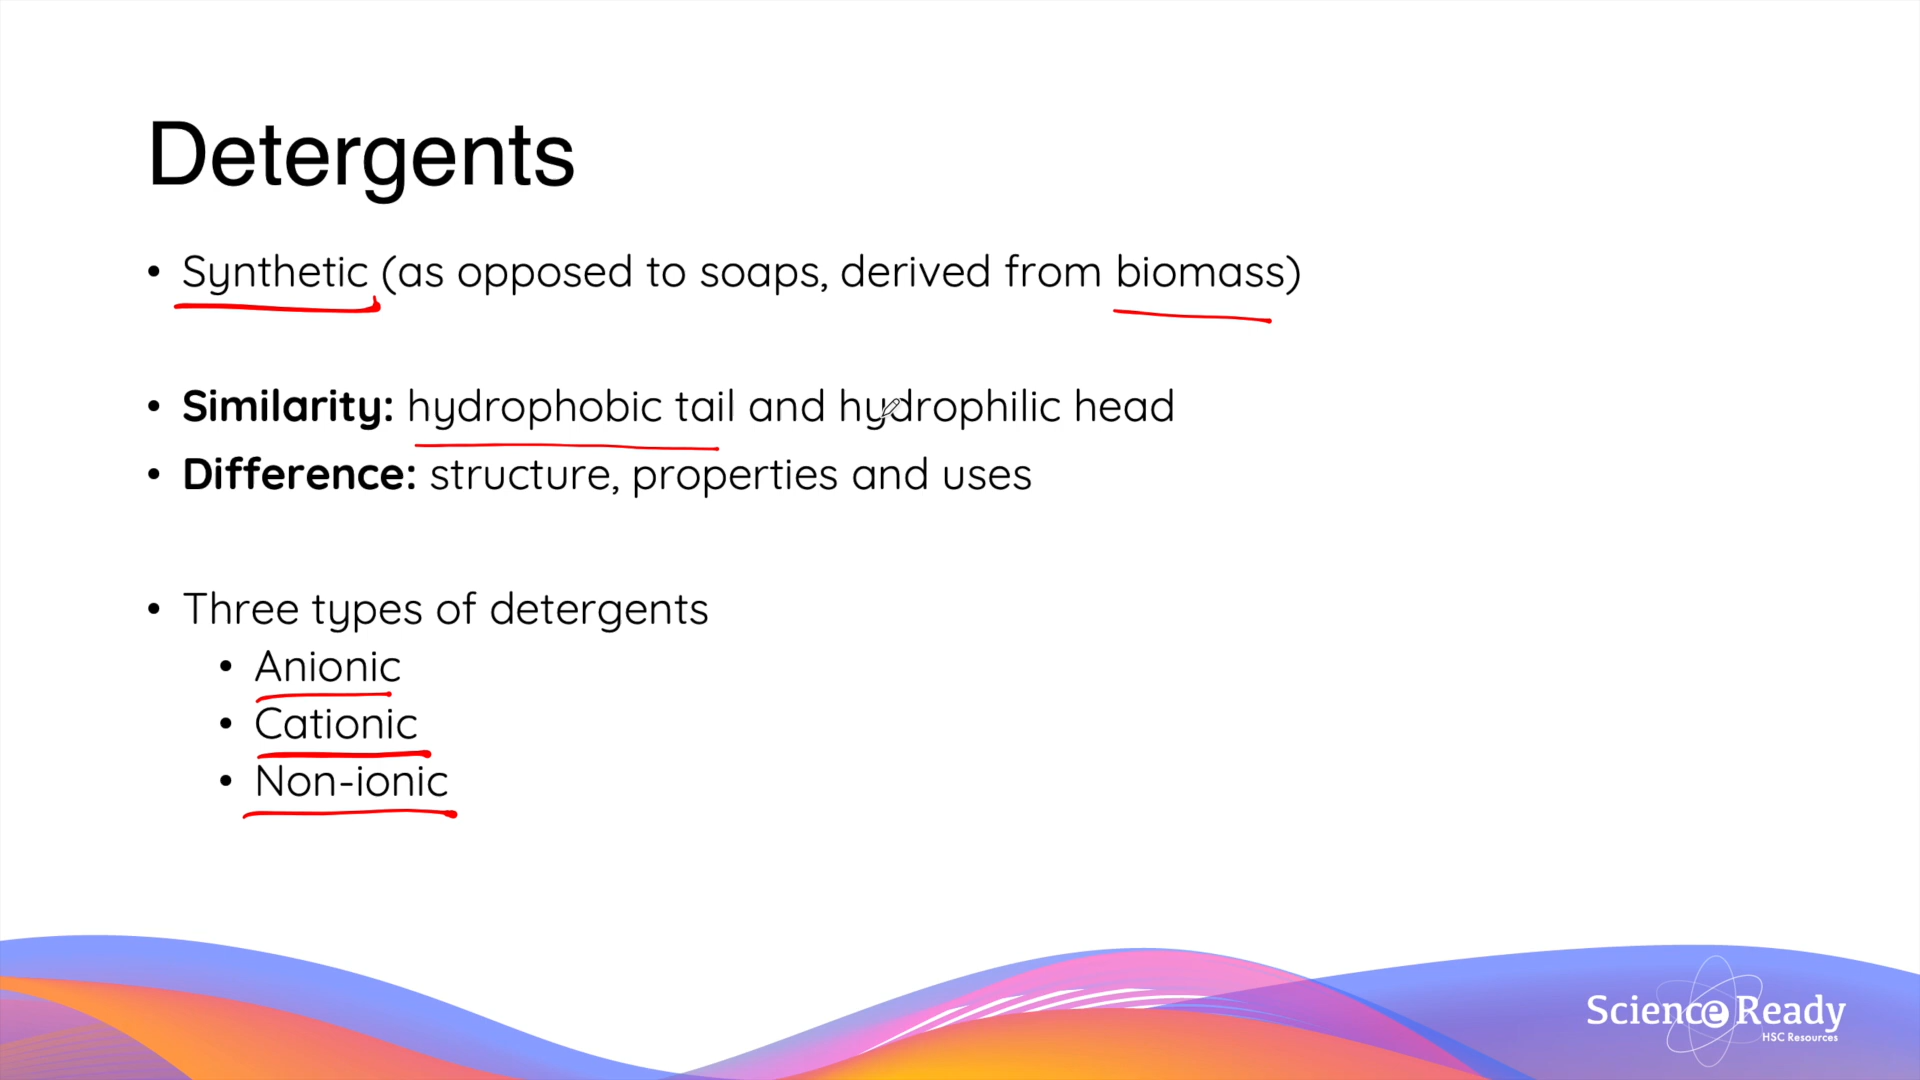 Detergents
• Synthetic (as opposed to soaps, derived from biomass)
• Similarity: hydrophobic tail and hydrophilic head
• Difference: structure, properties and uses
• Three types of detergents
• Anionic
• Cationic
• Non-ionic
Science Ready
HSC Resources